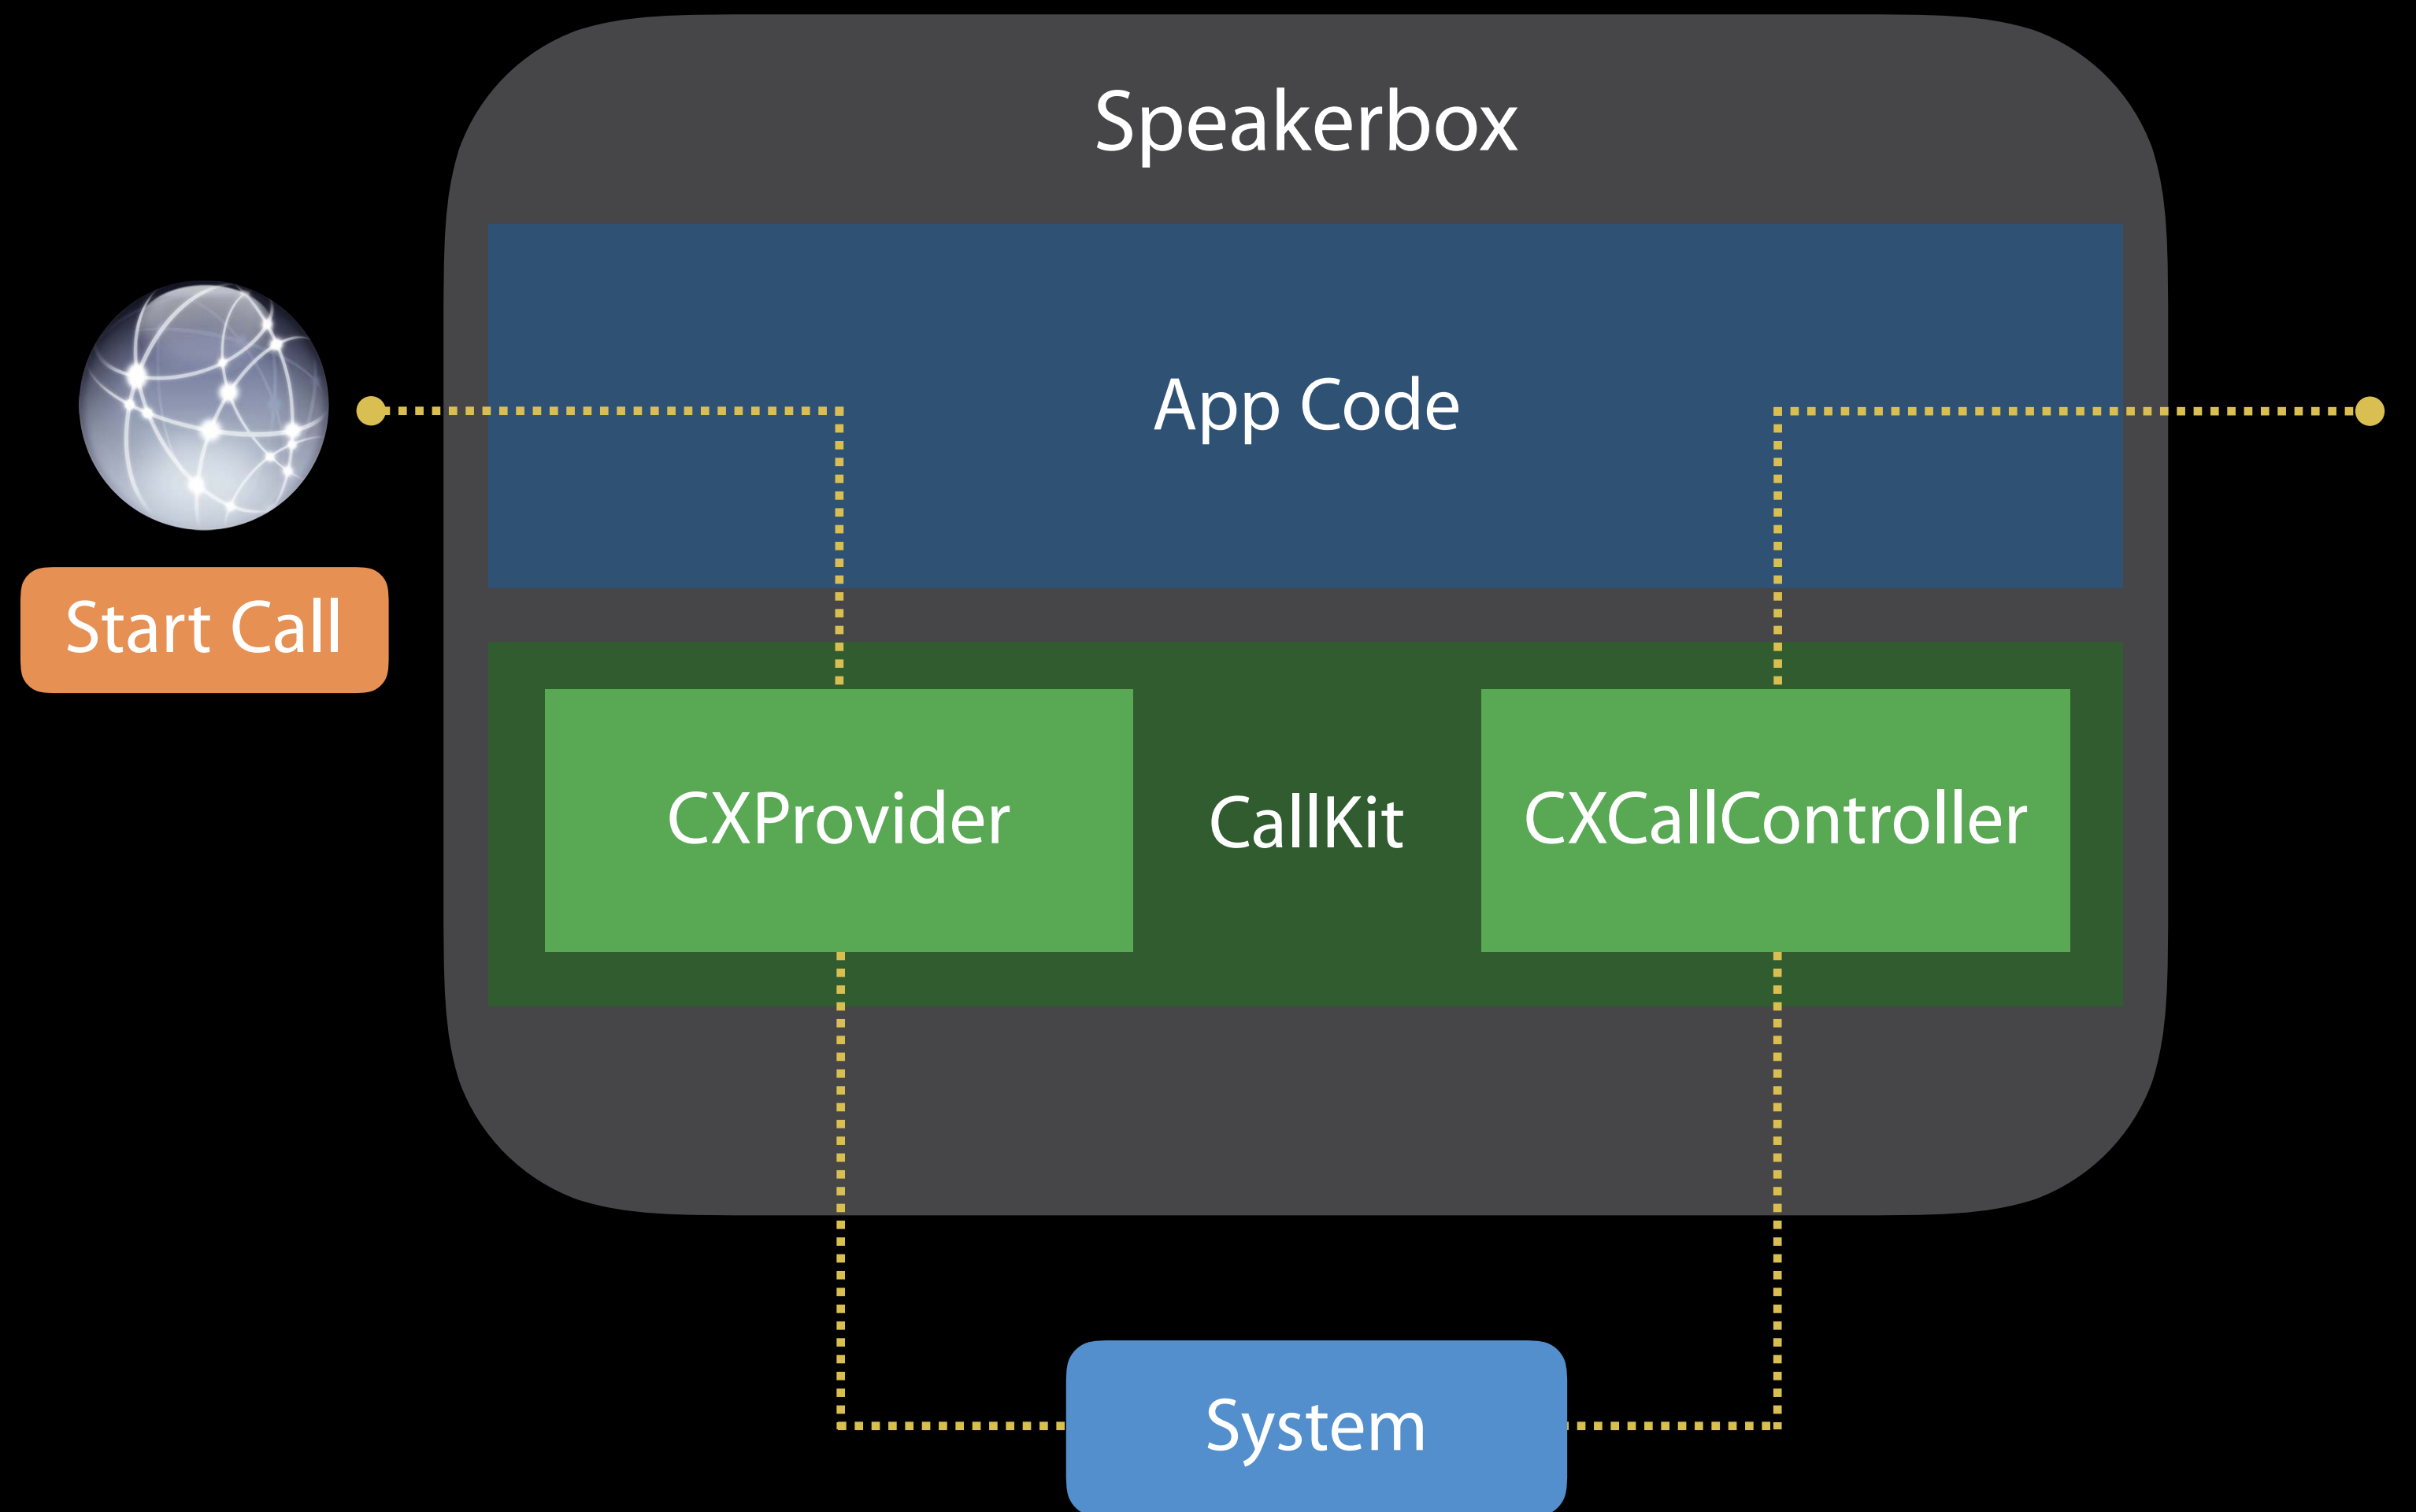 Speakerbox
App Code
Start Call
CXProvider
CallKit
CXCallController
System